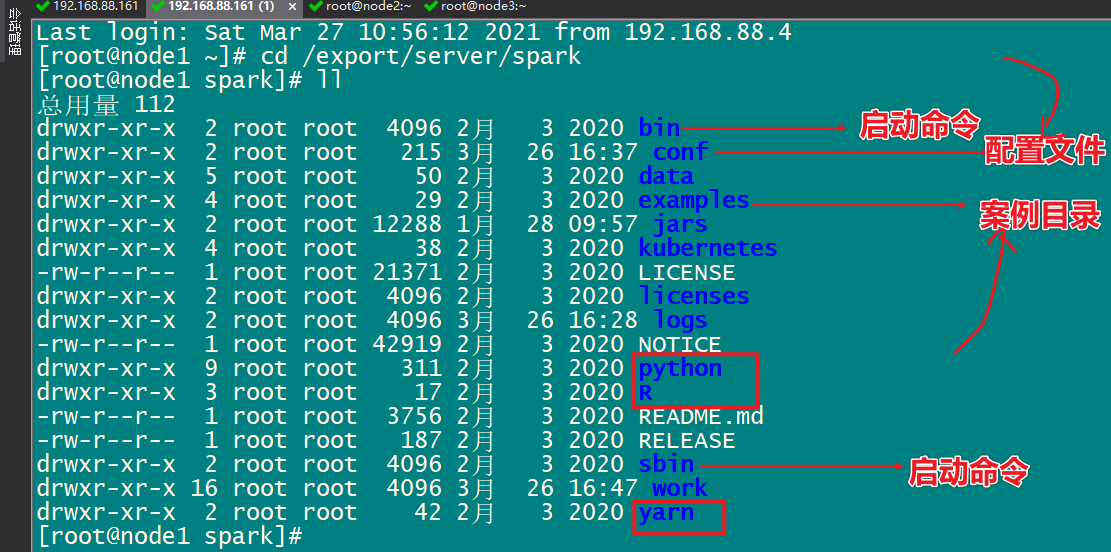 192.168.88.161 192.168.88.161 (1) × root@node2:~ root@node3:~
会话管理
Last login: Sat Mar 27 10:56:12 2021 from 192.168.88.4
[root@node1 ~]# cd /export/server/spark
[root@node1 spark]# ll
总用量 112
drwxr-xr-x 2 root root 4096 2月 3 2020 bin 启动命令
drwxr-xr-x 2 root root 215 3月 26 16:37 conf 配置文件
drwxr-xr-x 5 root root 50 2月 3 2020 data
drwxr-xr-x 4 root root 29 2月 3 2020 examples 案例目录
drwxr-xr-x 2 root root 12288 1月 28 09:57 jars
drwxr-xr-x 4 root root 38 2月 3 2020 kubernetes
-rw-r--r-- 1 root root 21371 2月 3 2020 LICENSE
drwxr-xr-x 2 root root 4096 2月 3 2020 licenses
drwxr-xr-x 2 root root 4096 3月 26 16:28 logs
-rw-r--r-- 1 root root 42919 2月 3 2020 NOTICE
drwxr-xr-x 9 root root 311 2月 3 2020 python
drwxr-xr-x 3 root root 17 2月 3 2020 R
-rw-r--r-- 1 root root 3756 2月 3 2020 README.md
-rw-r--r-- 1 root root 187 2月 3 2020 RELEASE
drwxr-xr-x 2 root root 4096 2月 3 2020 sbin 启动命令
drwxr-xr-x 16 root root 4096 3月 26 16:47 work
drwxr-xr-x 2 root root 42 2月 3 2020 yarn
[root@node1 spark]#